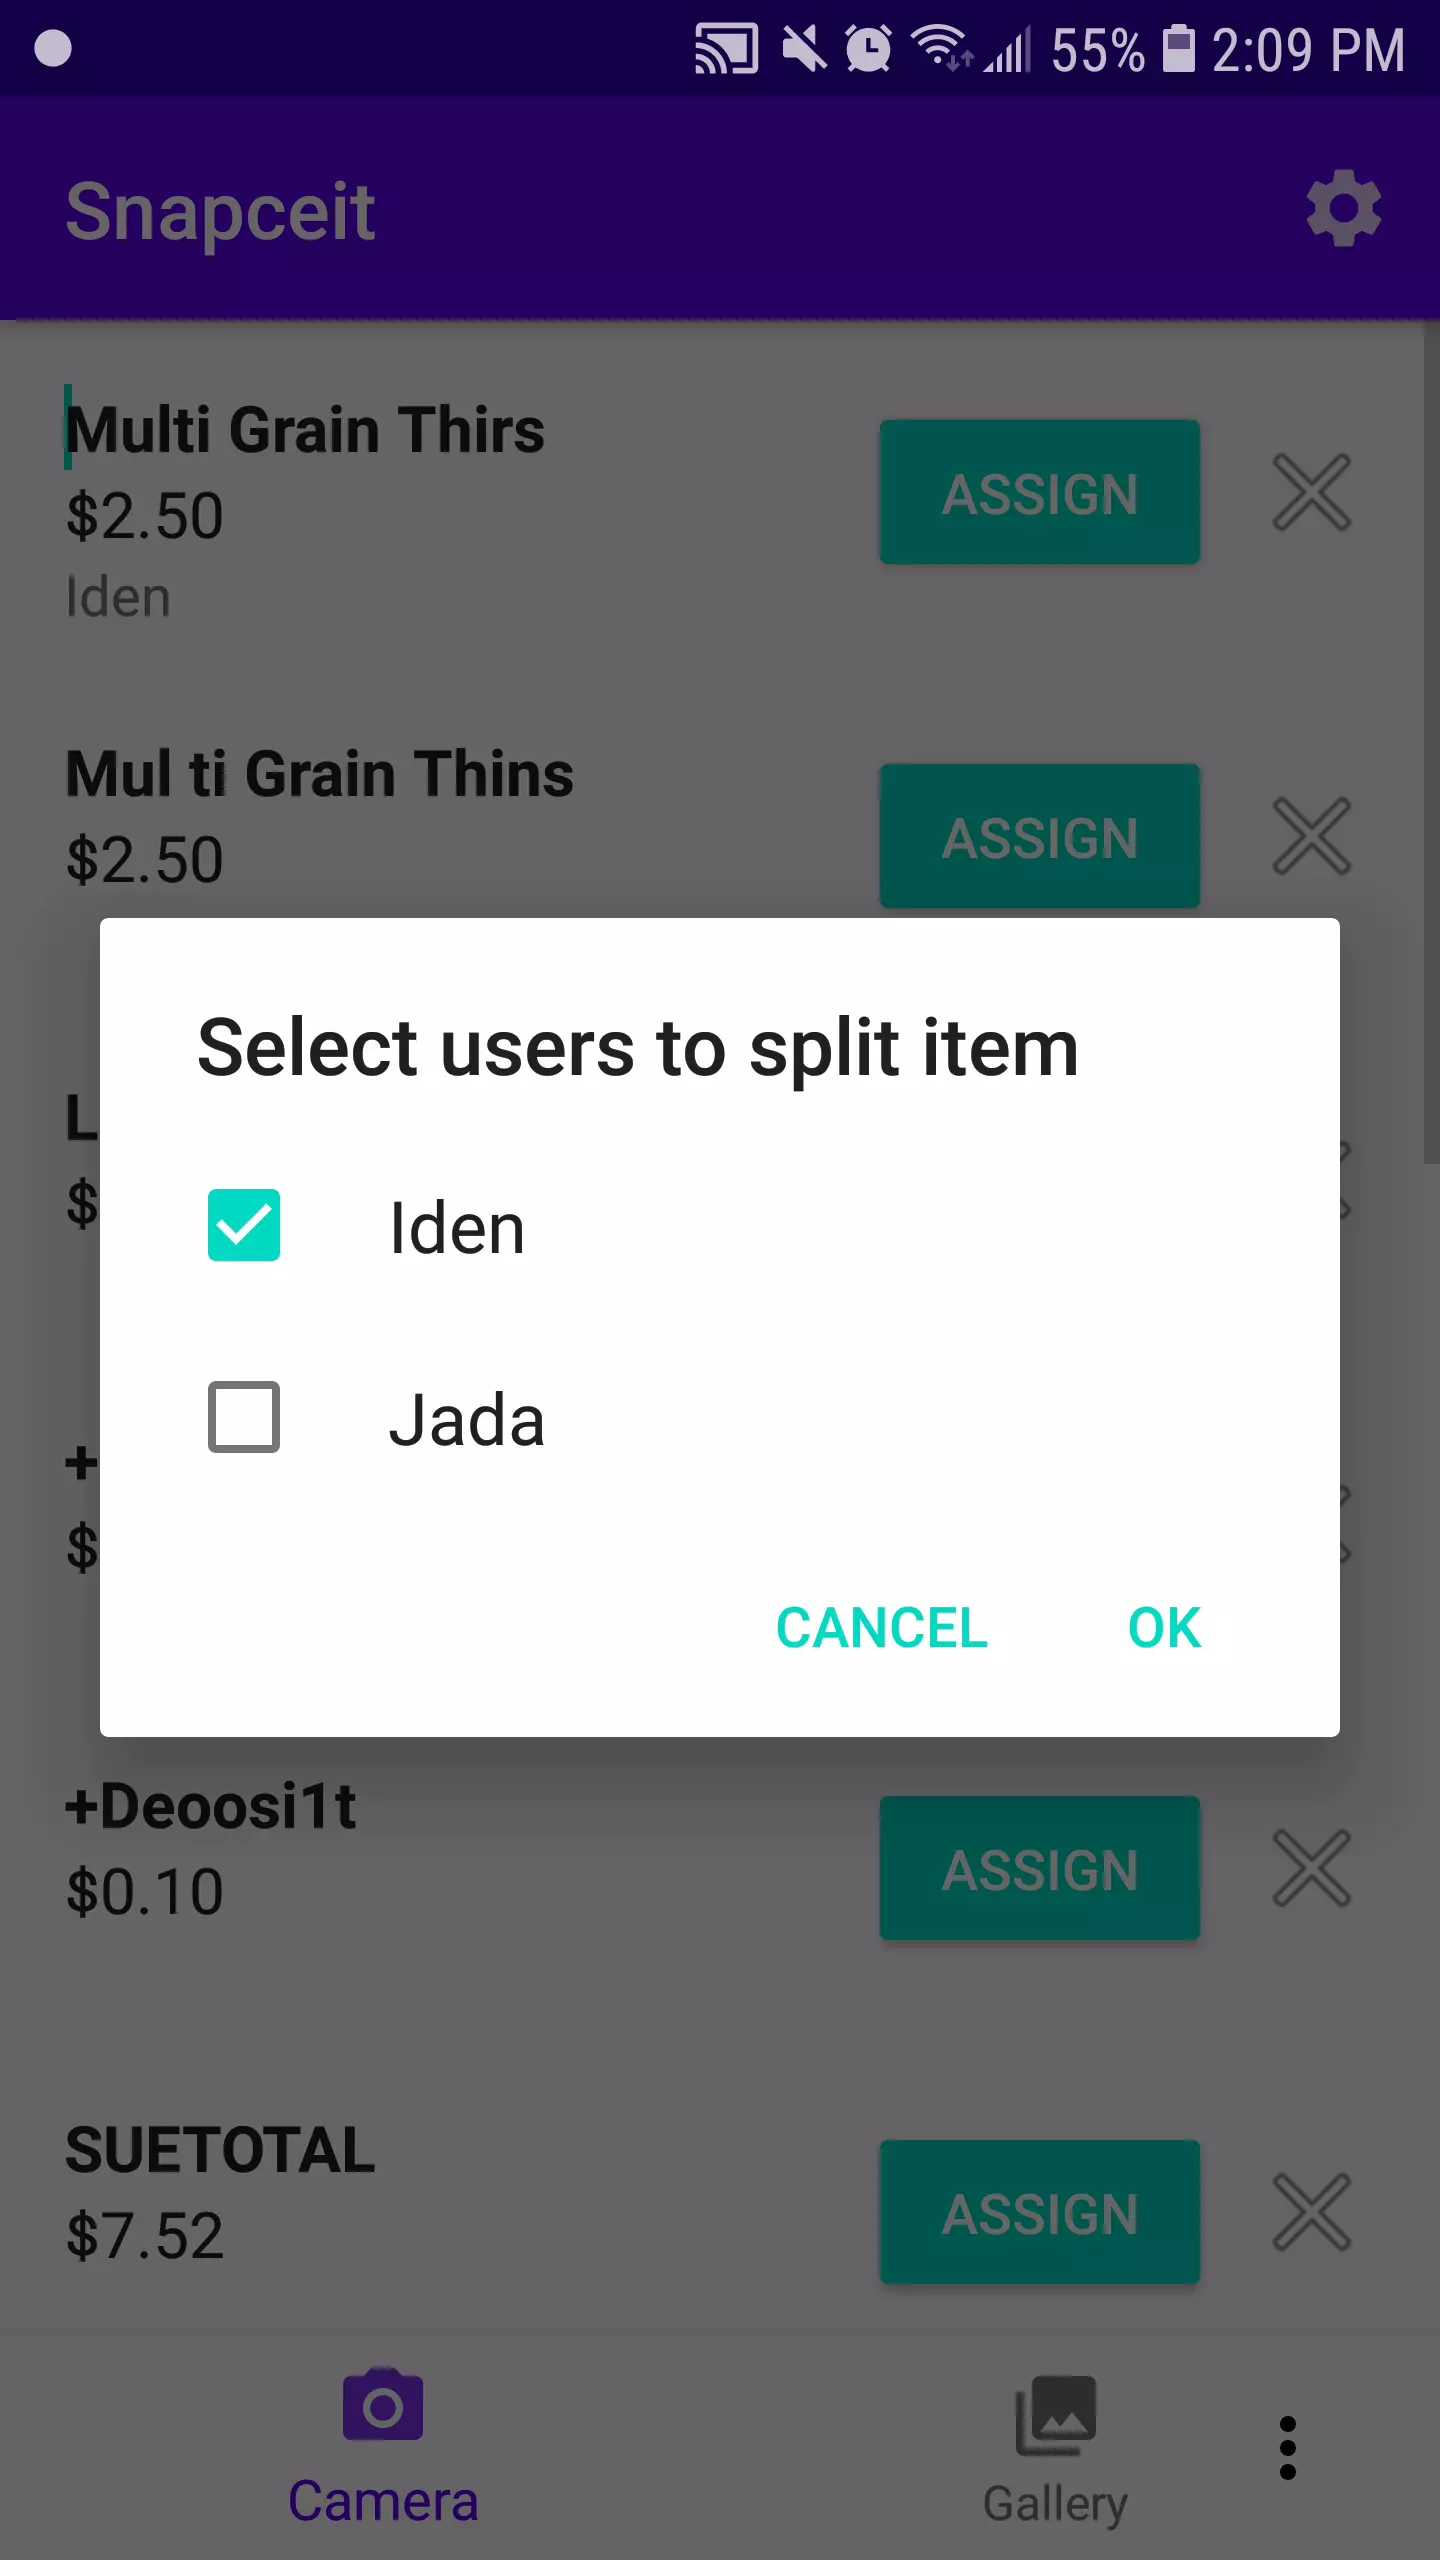 55% 2:09 PM
Snapceit
Multi Grain Thirs
$2.50
ASSIGN
Iden
Mul ti Grain Thins
$2.50
ASSIGN
L
$
Select users to split item
Iden
Jada
+
$
CANCEL OK
+Deoosi1t
$0.10
ASSIGN
SUETOTAL
$7.52
ASSIGN
Camera
Gallery